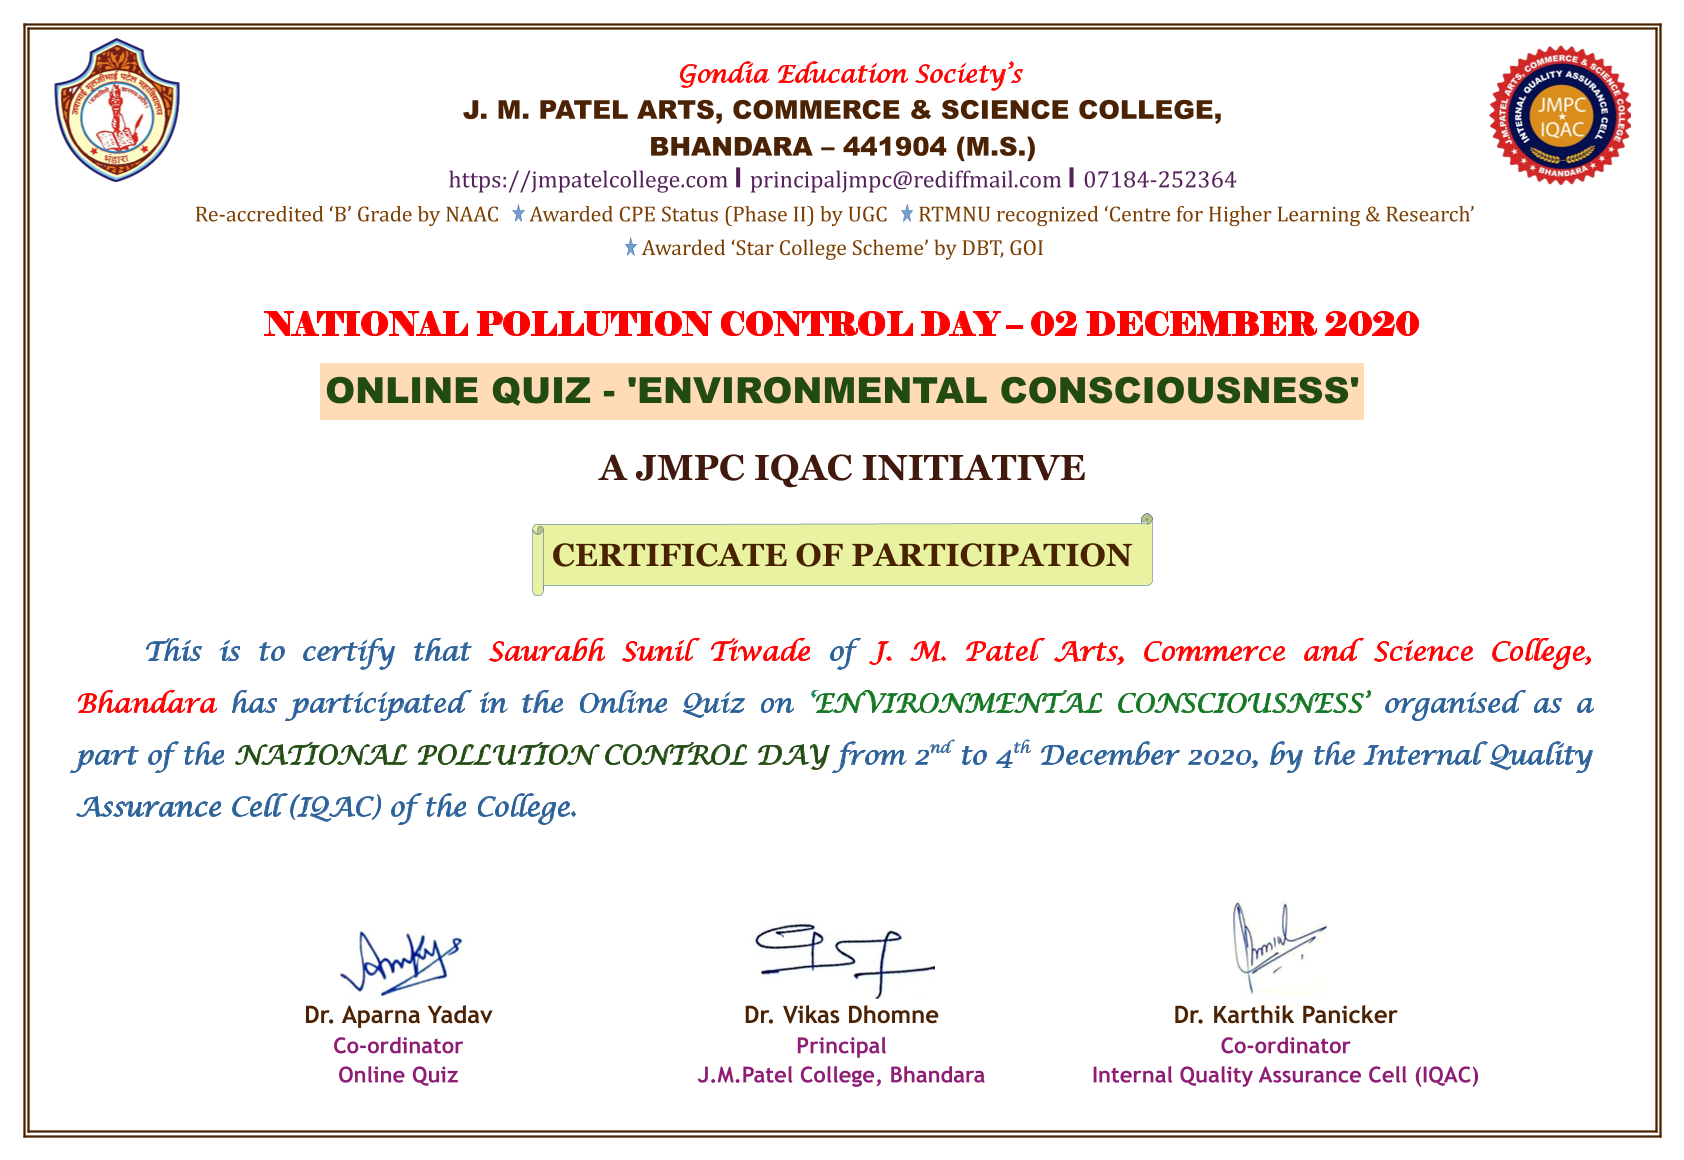 जशभाई मुलजीभाई पटेल महाविद्यालय
भंडारा
Gondia Education Society's
J. M. PATEL ARTS, COMMERCE & SCIENCE COLLEGE,
BHANDARA – 441904 (M.S.)
https://jmpatelcollege.com I principaljmpc@rediffmail.com I 07184-252364
Re-accredited ‘B’ Grade by NAAC ★ Awarded CPE Status (Phase II) by UGC ★ RTMNU recognized ‘Centre for Higher Learning & Research’
★ Awarded ‘Star College Scheme’ by DBT, GOI
J.M.PATEL ARTS, COMMERCE & SCIENCE COLLEGE
INTERNAL QUALITY ASSURANCE CELL
JMPC
IQAC
BHANDARA
NATIONAL POLLUTION CONTROL DAY – 02 DECEMBER 2020
ONLINE QUIZ - 'ENVIRONMENTAL CONSCIOUSNESS'
A JMPC IQAC INITIATIVE
CERTIFICATE OF PARTICIPATION
This is to certify that Saurabh Sunil Tiwade of J. M. Patel Arts, Commerce and Science College,
Bhandara has participated in the Online Quiz on ‘ENVIRONMENTAL CONSCIOUSNESS’ organised as a
part of the NATIONAL POLLUTION CONTROL DAY from 2nd to 4th December 2020, by the Internal Quality
Assurance Cell (IQAC) of the College.
Dr. Aparna Yadav
Co-ordinator
Online Quiz
Dr. Vikas Dhomne
Principal
J.M.Patel College, Bhandara
Dr. Karthik Panicker
Co-ordinator
Internal Quality Assurance Cell (IQAC)